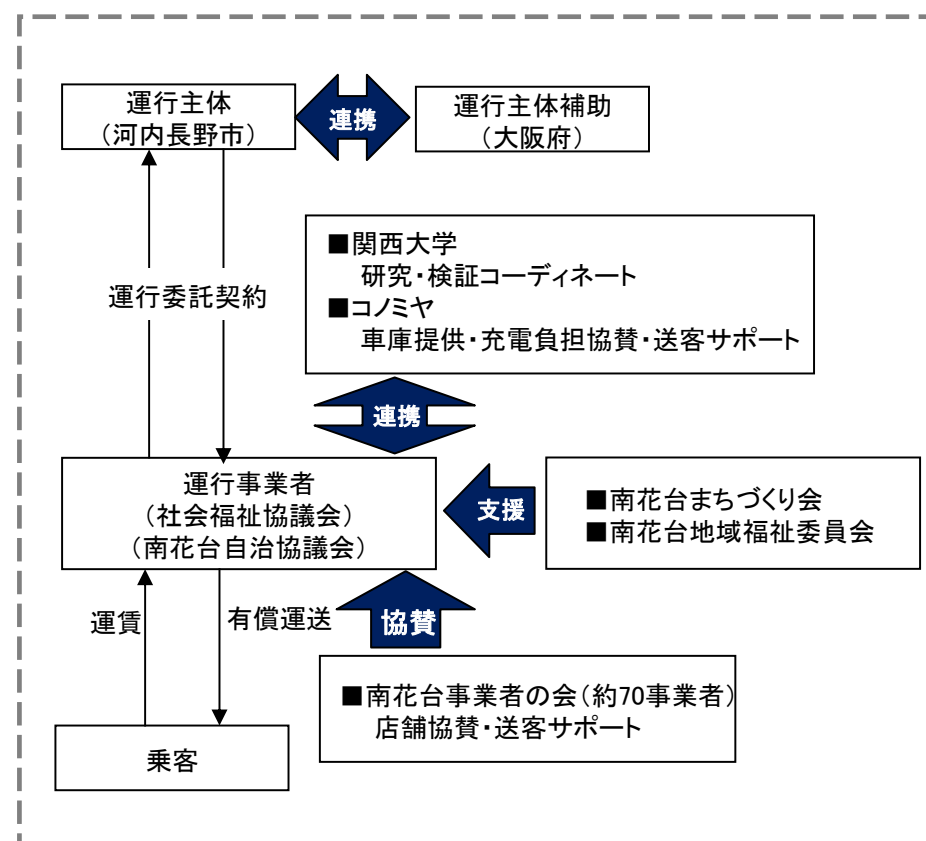 運行主体
（河内長野市）
連携
運行主体補助
（大阪府）
運行委託契約
■関西大学
研究・検証コーディネート
■コノミヤ
車庫提供・充電負担協賛・送客サポート
連携
運行事業者
（社会福祉協議会）
（南花台自治協議会）
支援
■南花台まちづくり会
■南花台地域福祉委員会
運賃
有償運送
協賛
■南花台事業者の会（約70事業者）
店舗協賛・送客サポート
乗客